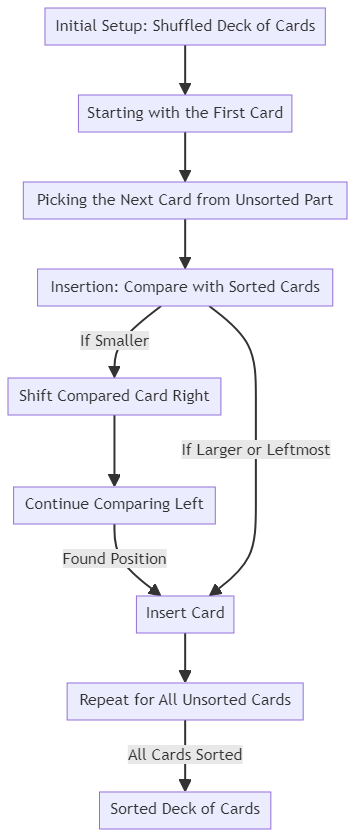 Initial Setup: Shuffled Deck of Cards
Starting with the First Card
Picking the Next Card from Unsorted Part
Insertion: Compare with Sorted Cards
If Smaller
Shift Compared Card Right
If Larger or Leftmost
Continue Comparing Left
Found Position
Insert Card
Repeat for All Unsorted Cards
All Cards Sorted
Sorted Deck of Cards